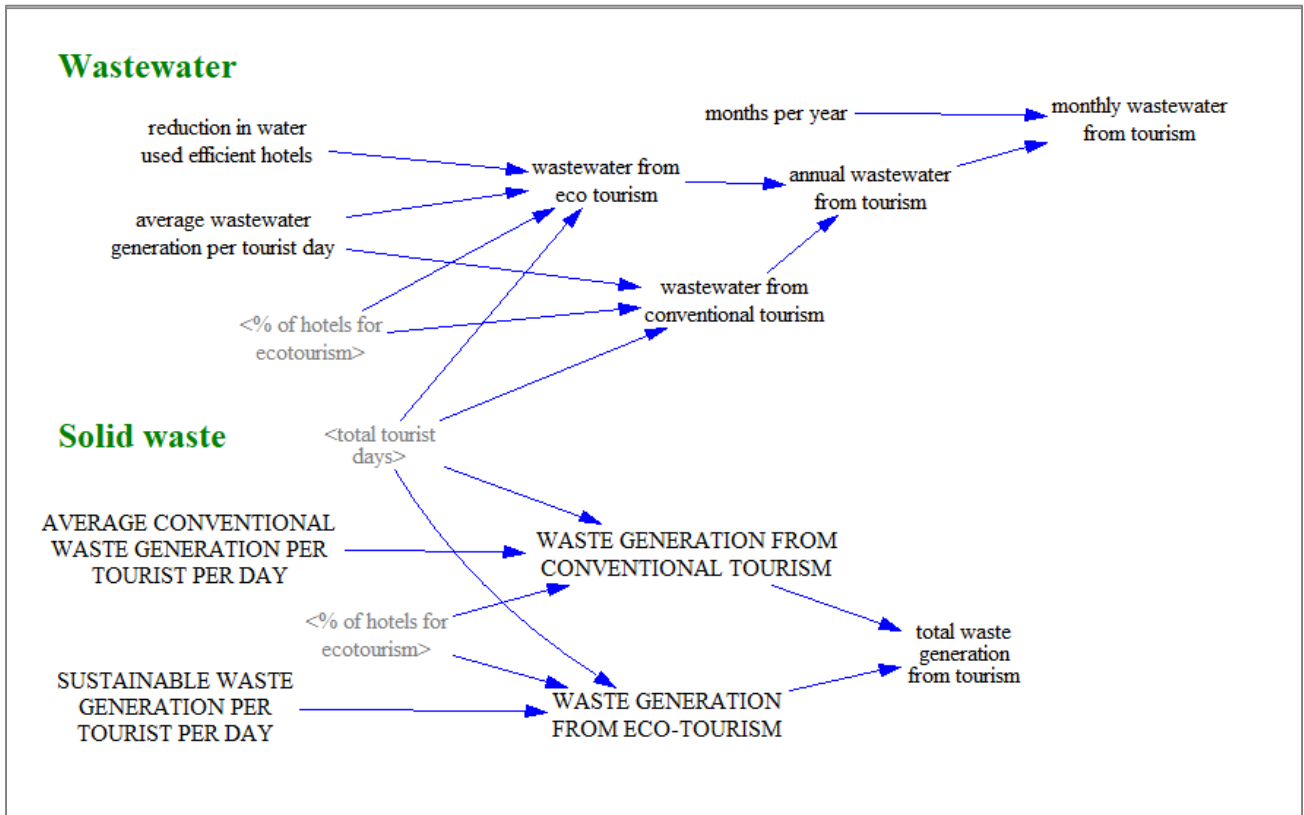 Wastewater
reduction in water
used efficient hotels
average wastewater
generation per tourist day
<% of hotels for
ecotourism>
wastewater from
eco tourism
wastewater from
conventional tourism
months per year
annual wastewater
from tourism
monthly wastewater
from tourism
Solid waste
<total tourist
days>
AVERAGE CONVENTIONAL
WASTE GENERATION PER
TOURIST PER DAY
<% of hotels for
ecotourism>
SUSTAINABLE WASTE
GENERATION PER
TOURIST PER DAY
WASTE GENERATION FROM
CONVENTIONAL TOURISM
WASTE GENERATION
FROM ECO-TOURISM
total waste
generation
from tourism